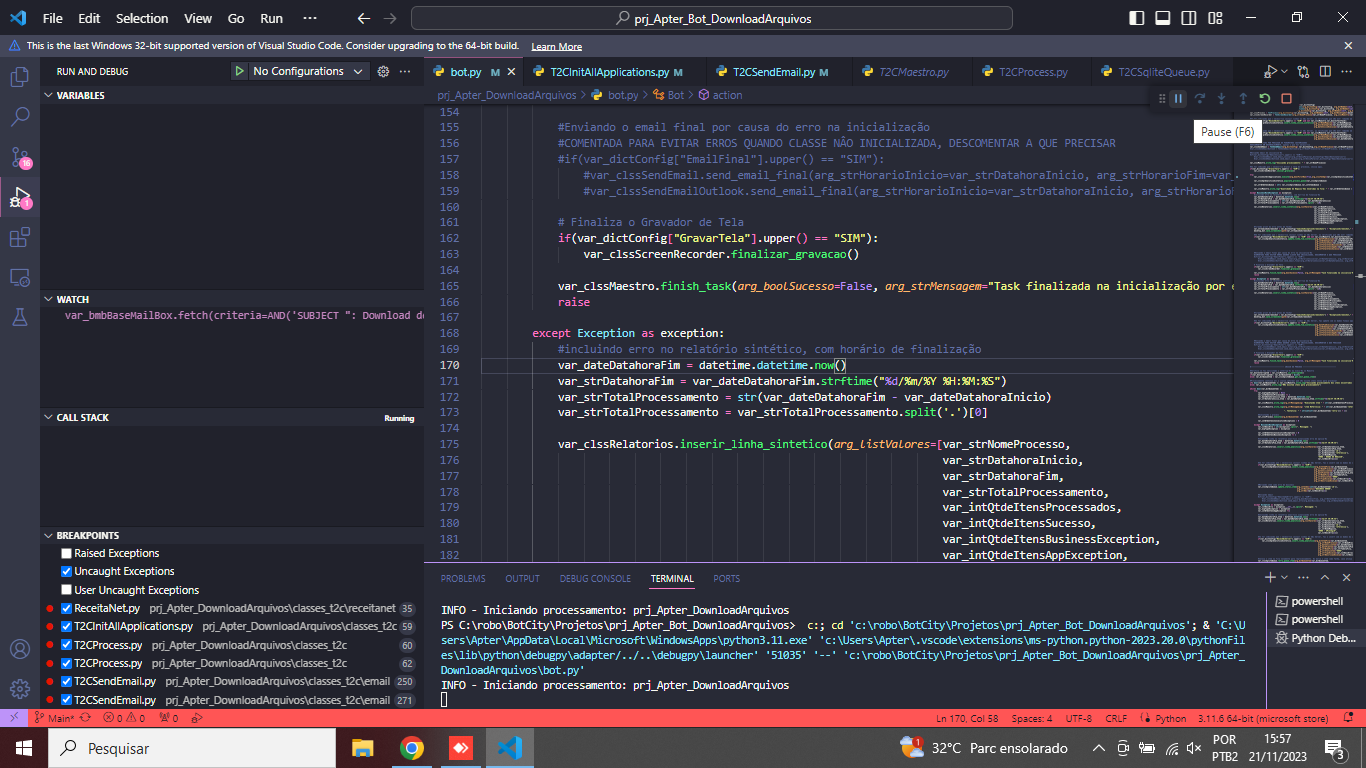 File Edit Selection View Go Run ··· prj_Apter_Bot_DownloadArquivos
This is the last Windows 32-bit supported version of Visual Studio Code. Consider upgrading to the 64-bit build. Learn More
RUN AND DEBUG No Configurations ···
bot.py M T2CInitAllApplications.py M T2CSendEmail.py M T2CMaestro.py T2CProcess.py T2CSqliteQueue.py ···
prj_Apter_DownloadArquivos > bot.py > Bot > action
Pause (F6)
VARIABLES
WATCH
var_bmbBaseMailBox.fetch(criteria=AND('SUBJECT ": Download de
CALL STACK Running
BREAKPOINTS
Raised Exceptions
Uncaught Exceptions
User Uncaught Exceptions
ReceitaNet.py prj_Apter_DownloadArquivos\classes_t2c\receitanet 35
T2CInitAllApplications.py prj_Apter_DownloadArquivos\classes_t2c 59
T2CProcess.py prj_Apter_DownloadArquivos\classes_t2c 60
T2CProcess.py prj_Apter_DownloadArquivos\classes_t2c 62
T2CSendEmail.py prj_Apter_DownloadArquivos\classes_t2c\email 250
T2CSendEmail.py prj_Apter_DownloadArquivos\classes_t2c\email 271
16
1
154
155 #Enviando o email final por causa do erro na inicialização
156 #COMENTADA PARA EVITAR ERROS QUANDO CLASSE NÃO INICIALIZADA, DESCOMENTAR A QUE PRECISAR
157 #if(var_dictConfig["EmailFinal"].upper() == "SIM"):
158 #var_clssSendEmail.send_email_final(arg_strHorarioInicio=var_strDatahoraInicio, arg_strHorarioFim=var_
159 #var_clssSendEmailOutlook.send_email_final(arg_strHorarioInicio=var_strDatahoraInicio, arg_strHorarioF
160
161 # Finaliza o Gravador de Tela
162 if(var_dictConfig["GravarTela"].upper() == "SIM"):
163 var_clssScreenRecorder.finalizar_gravacao()
164
165 var_clssMaestro.finish_task(arg_boolSucesso=False, arg_strMensagem="Task finalizada na inicialização por e
166 raise
167
168 except Exception as exception:
169 #incluindo erro no relatório sintético, com horário de finalização
170 var_dateDatahoraFim = datetime.datetime.now()
171 var_strDatahoraFim = var_dateDatahoraFim.strftime("%d/%m/%Y %H:%M:%S")
172 var_strTotalProcessamento = str(var_dateDatahoraFim - var_dateDatahoraInicio)
173 var_strTotalProcessamento = var_strTotalProcessamento.split('.')[0]
174
175 var_clssRelatorios.inserir_linha_sintetico(arg_listValores=[var_strNomeProcesso,
176 var_strDatahoraInicio,
177 var_strDatahoraFim,
178 var_strTotalProcessamento,
179 var_intQtdeItensProcessados,
180 var_intQtdeItensSucesso,
181 var_intQtdeItensBusinessException,
182 var_intQtdeItensAppException,
PROBLEMS OUTPUT DEBUG CONSOLE TERMINAL PORTS ···
INFO - Iniciando processamento: prj_Apter_DownloadArquivos
PS C:\robo\BotCity\Projetos\prj_Apter_Bot_DownloadArquivos> c:; cd 'c:\robo\BotCity\Projetos\prj_Apter_Bot_DownloadArquivos'; & 'C:\U
sers\Apter\AppData\Local\Microsoft\WindowsApps\python3.11.exe' 'c:\Users\Apter\.vscode\extensions\ms-python.python-2023.20.0\pythonFil
es\lib\python\debugpy\adapter/../..\debugpy\launcher' '51035' '--' 'c:\robo\BotCity\Projetos\prj_Apter_Bot_DownloadArquivos\prj_Apter_
DownloadArquivos\bot.py'
INFO - Iniciando processamento: prj_Apter_DownloadArquivos
powershell
powershell
Python Deb...
Main* 0 0 0 Ln 170, Col 58 Spaces: 4 UTF-8 CRLF Python 3.11.6 64-bit (microsoft store)
Pesquisar 1 32°C Parc ensolarado POR 15:57
PTB2 21/11/2023 3